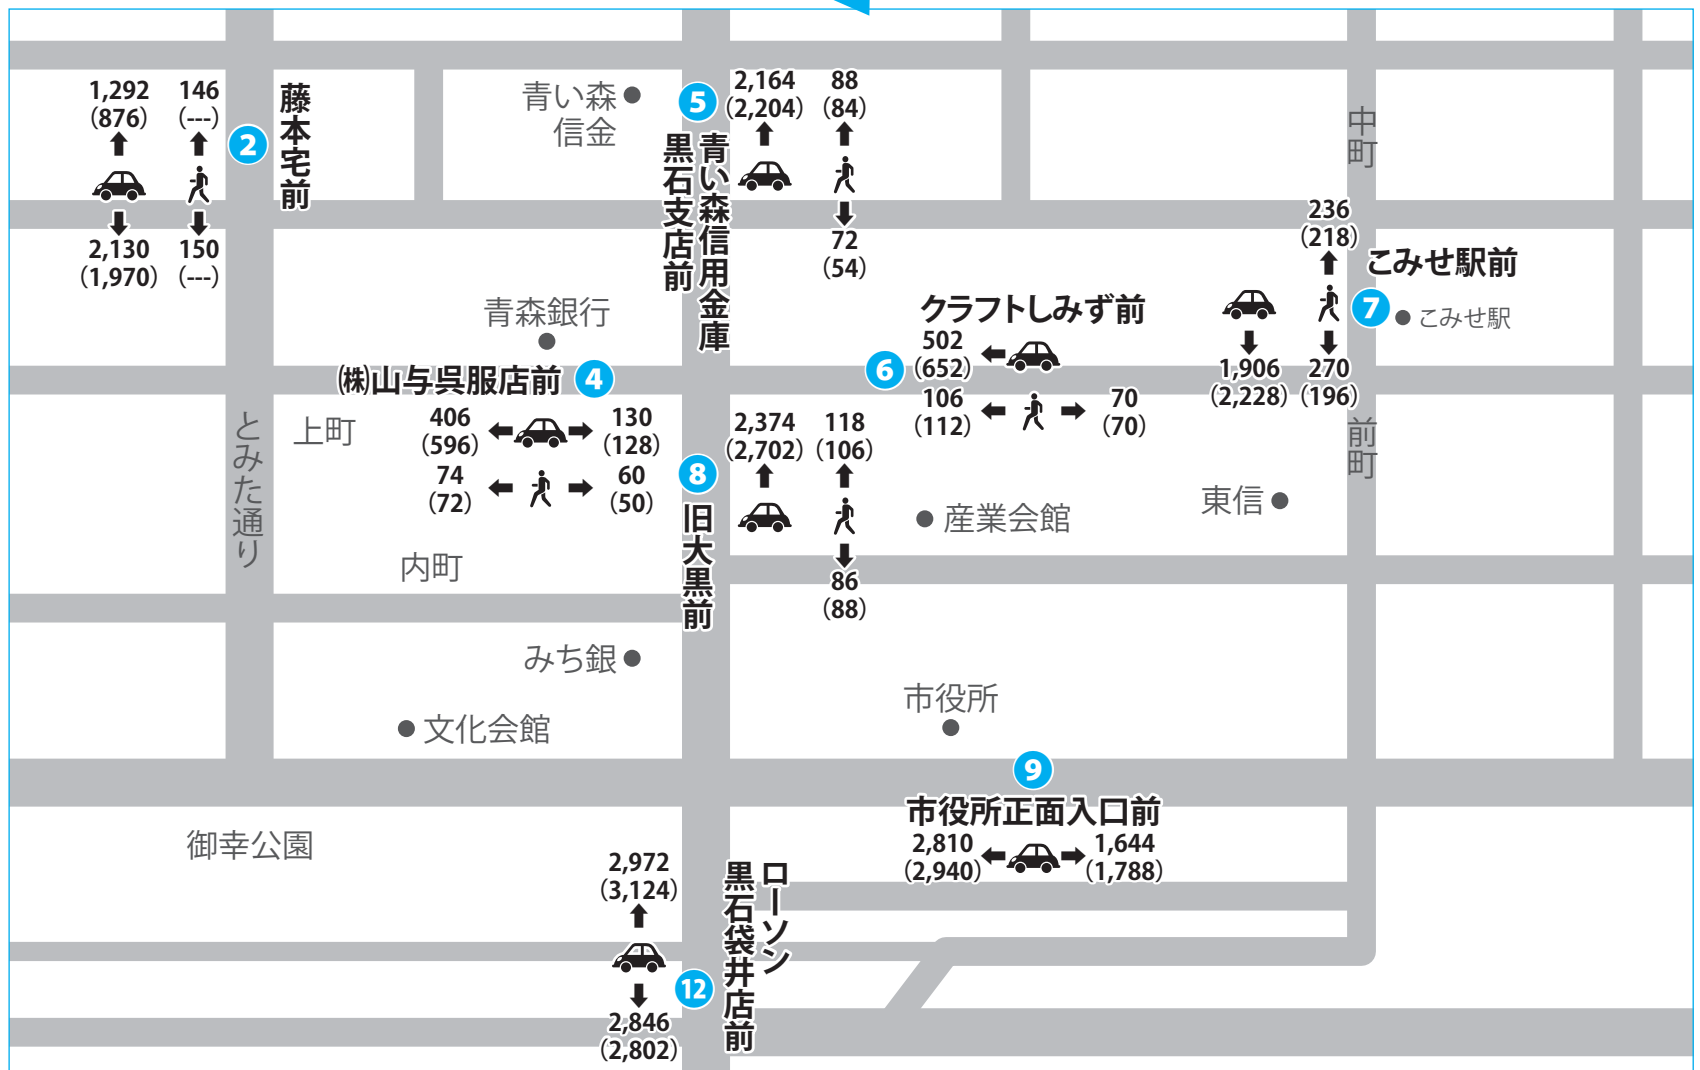 1,292
(876)
146
(---)
2
藤本宅前
2,130
(1,970)
150
(---)
青い森
信金
5
青い森信用金庫
黒石支店前
2,164
(2,204)
88
(84)
72
(54)
中町
236
(218)
こみせ駅前
7
こみせ駅
1,906
(2,228)
270
(196)
青森銀行
㈱山与呉服店前
4
406
(596)
130
(128)
74
(72)
60
(50)
クラフトしみず前
6
502
(652)
106
(112)
70
(70)
とみた通り
上町
内町
8
旧大黒前
2,374
(2,702)
118
(106)
86
(88)
産業会館
東信
前町
みち銀
文化会館
市役所
9
市役所正面入口前
2,810
(2,940)
1,644
(1,788)
御幸公園
2,972
(3,124)
12
ローソン
黒石袋井店前
2,846
(2,802)